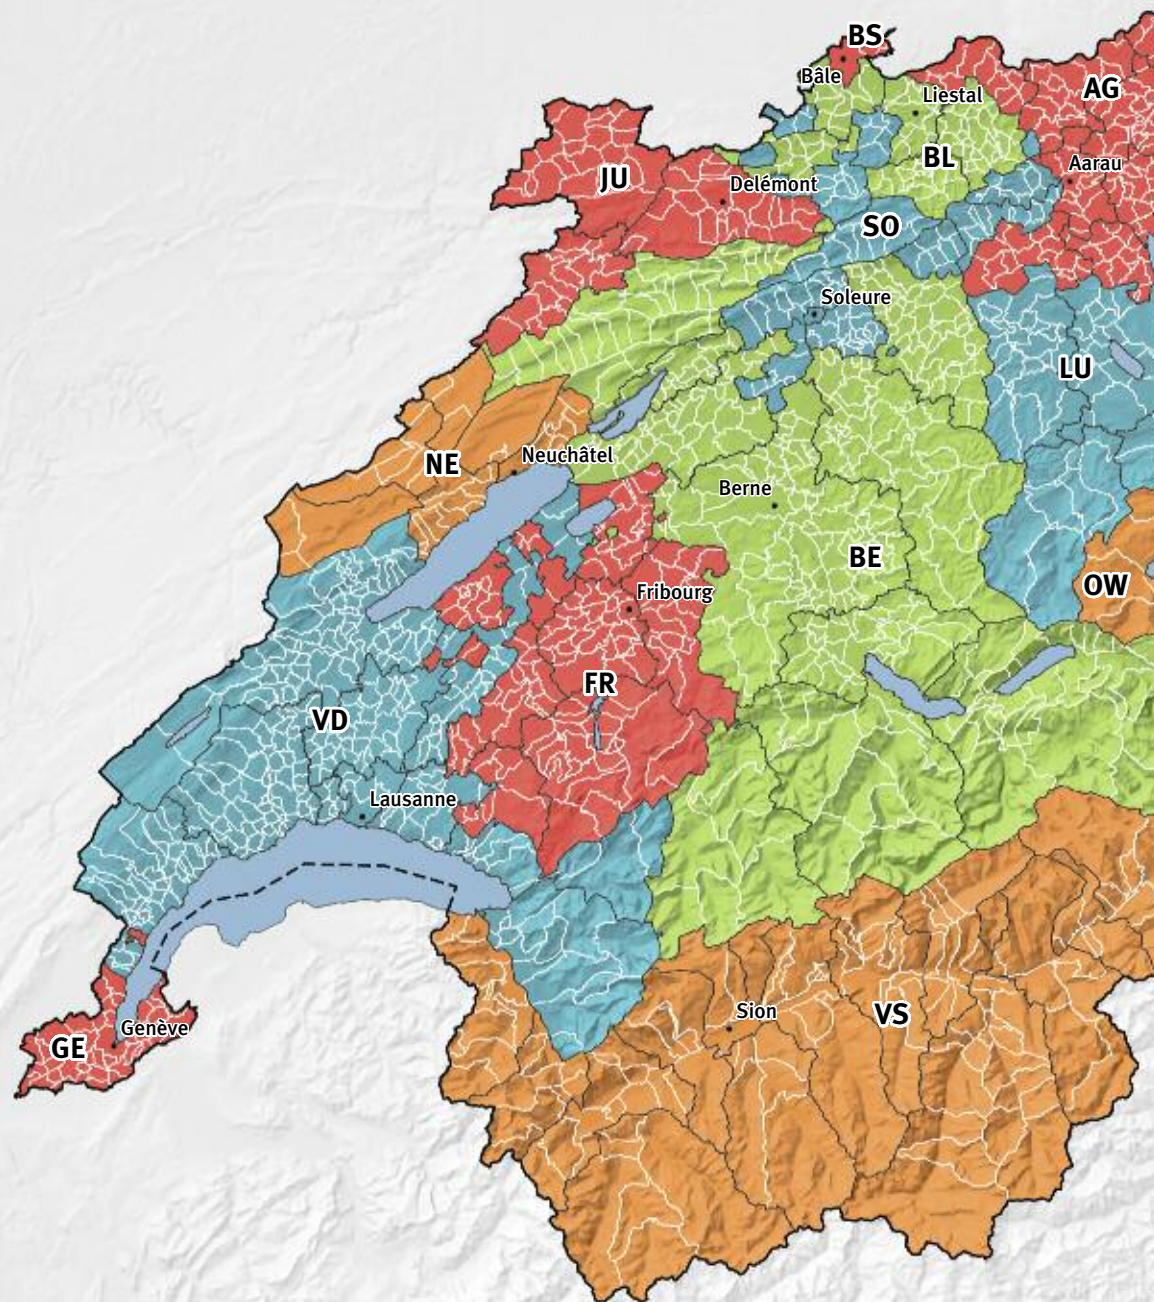 BS
Bâle
AG
Liestal
BL
Aarau
JU
Delémont
SO
Soleure
LU
NE
Neuchâtel
Berne
BE
OW
Fribourg
FR
VD
Lausanne
Sion
VS
Genève
GE